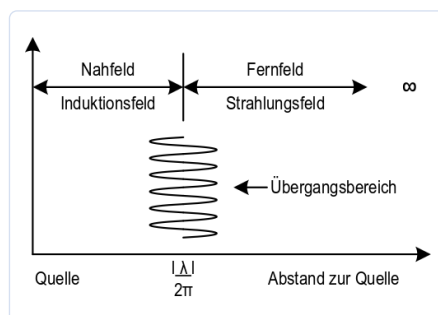 Nahfeld
Fernfeld
Induktionsfeld
Strahlungsfeld
∞
Übergangsbereich
Quelle
|λ|
2π
Abstand zur Quelle